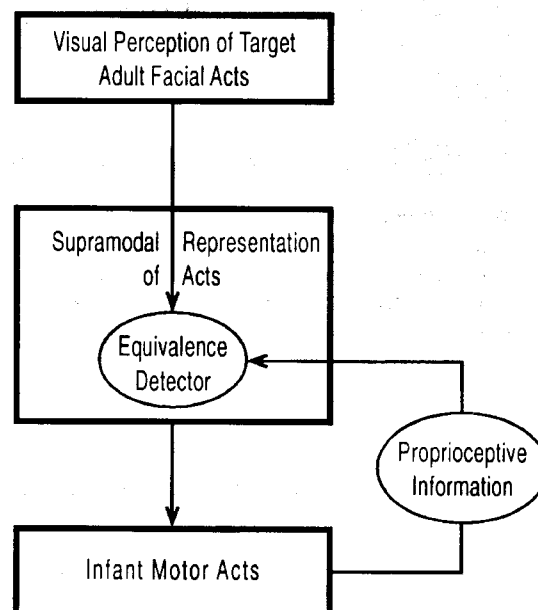 Visual Perception of Target
Adult Facial Acts
Supramodal Representation
of Acts
Equivalence
Detector
Proprioceptive
Information
Infant Motor Acts